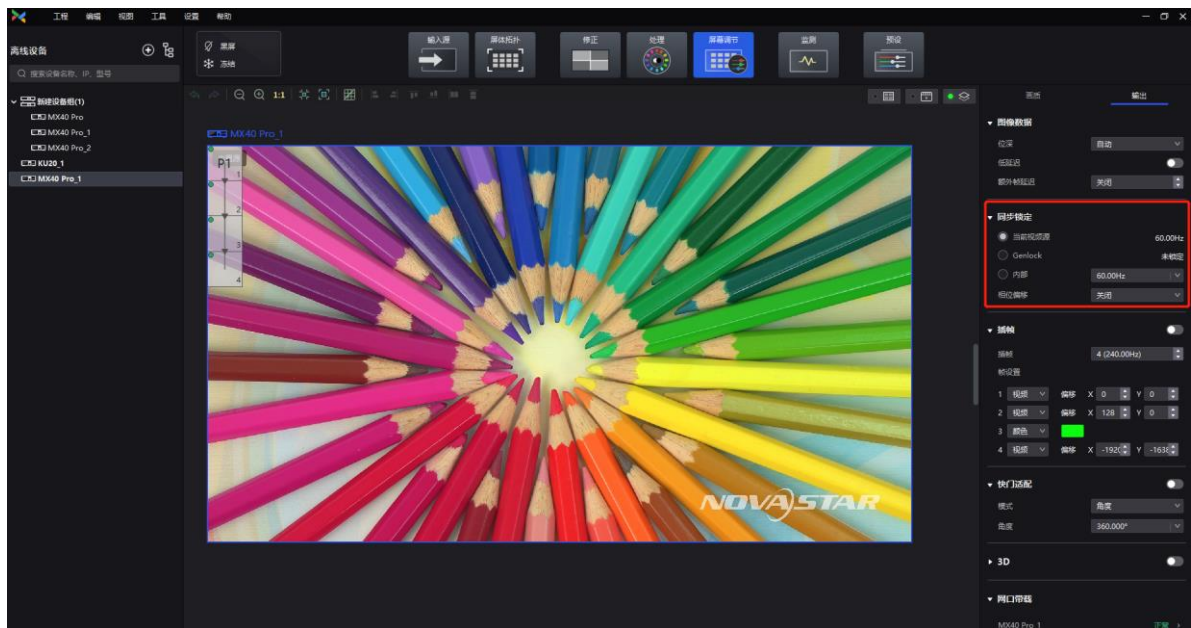 工程 编辑 视图 工具 设置 帮助
离线设备
搜索设备名称、IP、型号
新建设备组(1)
MX40 Pro
MX40 Pro_1
MX40 Pro_2
KU20_1
MX40 Pro_1
黑屏
冻结
输入源 屏体拓扑 修正 处理 屏幕调节 监测 预设
1:1
MX40 Pro_1
P1
1
2
3
4
NOVASTAR
画质 输出
图像数据
位深 自动
低延迟
额外帧延迟 关闭
同步锁定
当前视频源 60.00Hz
Genlock 未锁定
内部 60.00Hz
相位偏移 关闭
插帧
插帧 4 (240.00Hz)
帧设置
1 视频 偏移 X 0 Y 0
2 视频 偏移 X 128 Y 0
3 颜色
4 视频 偏移 X -192 Y -1638
快门适配
模式 角度
角度 360.000°
3D
网口带载
MX40 Pro_1 正常